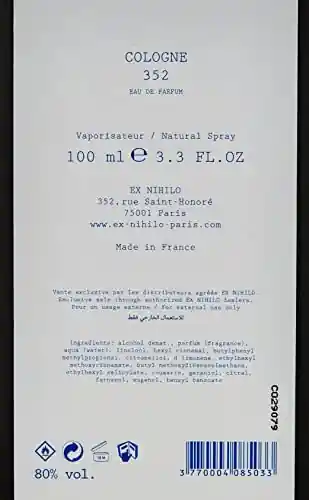 COLOGNE
352
EAU DE PARFUM
Vaporisateur / Natural Spray
100 ml ℮ 3.3 FL.OZ
EX NIHILO
352, rue Saint-Honoré
75001 Paris
www.ex-nihilo-paris.com
Made in France
Vente exclusive par les distributeurs agréés EX NIHILO
Exclusive sale through authorized EX NIHILO dealers.
Pour un usage externe / For external use only
للاستعمال الخارجي فقط
Ingredients: alcohol denat., parfum (fragrance),
aqua (water), linalool, hexyl cinnamal, butylphenyl
methylpropional, citronellol, d limonene, ethylhexyl
methoxycinnamate, butyl methoxydibenzoylmethane,
ethylhexyl salicylate, coumarin, geraniol, citral,
farnesol, eugenol, benzyl benzoate
C029079
80% vol.
3 770004 085033